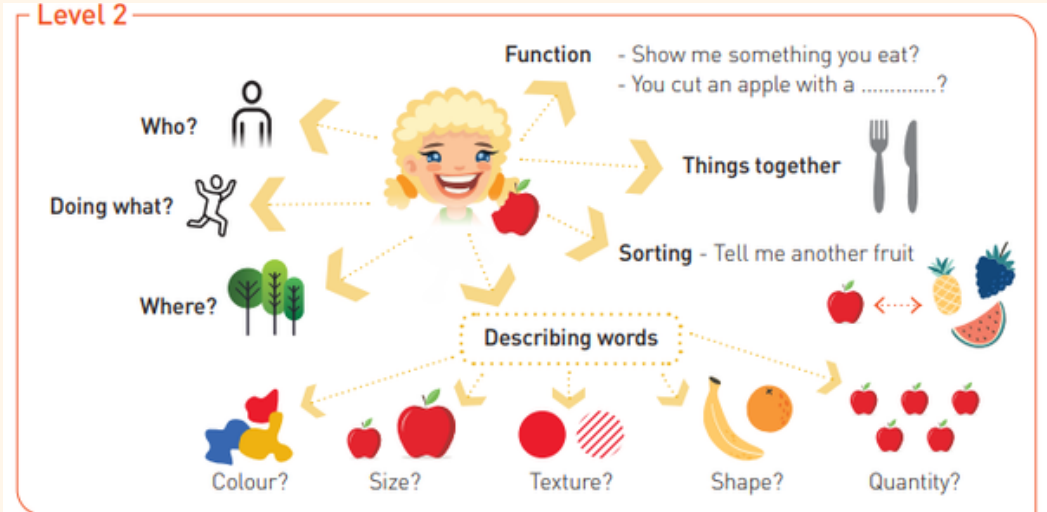 Level 2
Function - Show me something you eat?
- You cut an apple with a .............?
Who?
Things together
Doing what?
Sorting - Tell me another fruit
Where?
Describing words
Colour? Size? Texture? Shape? Quantity?